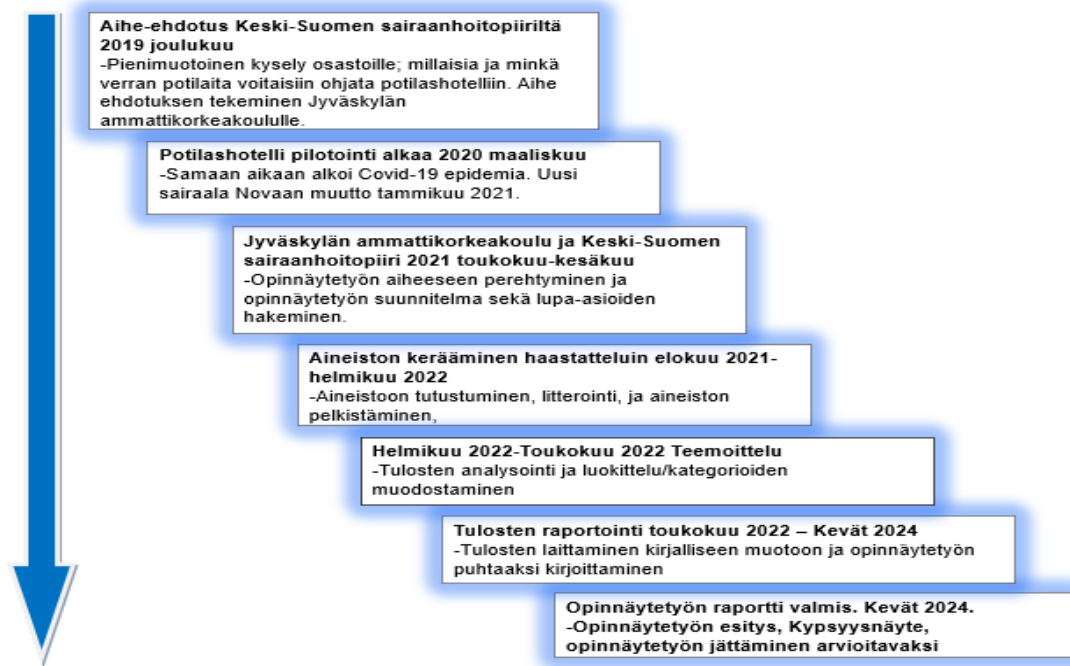 Aihe-ehdotus Keski-Suomen sairaanhoitopiiriltä
2019 joulukuu
-Pienimuotoinen kysely osastoille; millaisia ja minkä
verran potilaita voitaisiin ohjata potilashotelliin. Aihe
ehdotuksen tekeminen Jyväskylän
ammattikorkeakoululle.
Potilashotelli pilotointi alkaa 2020 maaliskuu
-Samaan aikaan alkoi Covid-19 epidemia. Uusi
sairaala Novaan muutto tammikuu 2021.
Jyväskylän ammattikorkeakoulu ja Keski-Suomen
sairaanhoitopiiri 2021 toukokuu-kesäkuu
-Opinnäytetyön aiheeseen perehtyminen ja
opinnäytetyön suunnitelma sekä lupa-asioiden
hakeminen.
Aineiston kerääminen haastatteluin elokuu 2021-
helmikuu 2022
-Aineistoon tutustuminen, litterointi, ja aineiston
pelkistäminen,
Helmikuu 2022-Toukokuu 2022 Teemoittelu
-Tulosten analysointi ja luokittelu/kategorioiden
muodostaminen
Tulosten raportointi toukokuu 2022 – Kevät 2024
-Tulosten laittaminen kirjalliseen muotoon ja opinnäytetyön
puhtaaksi kirjoittaminen
Opinnäytetyön raportti valmis. Kevät 2024.
-Opinnäytetyön esitys, Kypsyysnäyte,
opinnäytetyön jättäminen arvioitavaksi